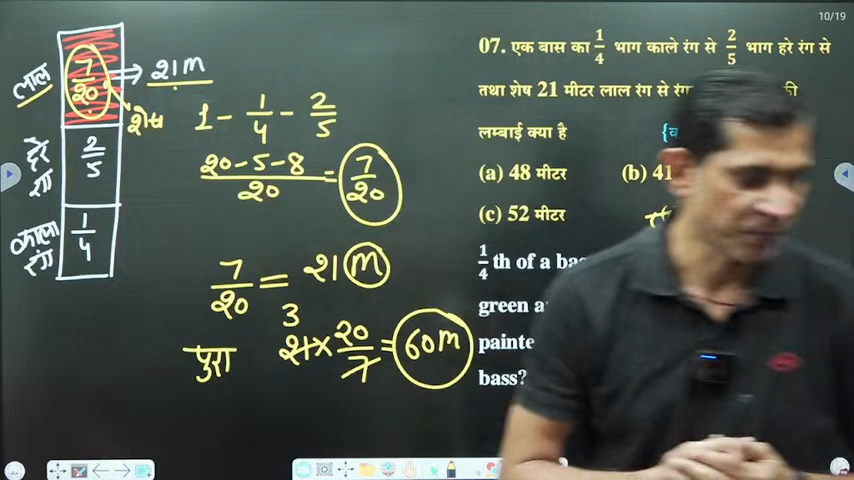 10/19
07. एक बास का 1/4 भाग काले रंग से 2/5 भाग हरे रंग से
तथा शेष 21 मीटर लाल रंग से
की
लम्बाई क्या है
(a) 48 मीटर
(b) 41
(c) 52 मीटर
1/4 th of a bas
green a
painte
bass?
लाल
7/20
21m
शेष
हरे
रंग
2/5
काला
रंग
1/4
1 - 1/4 - 2/5
20-5-8/20 = 7/20
7/20 = 21 m
पुरा
3
21 × 20/7 = 60m